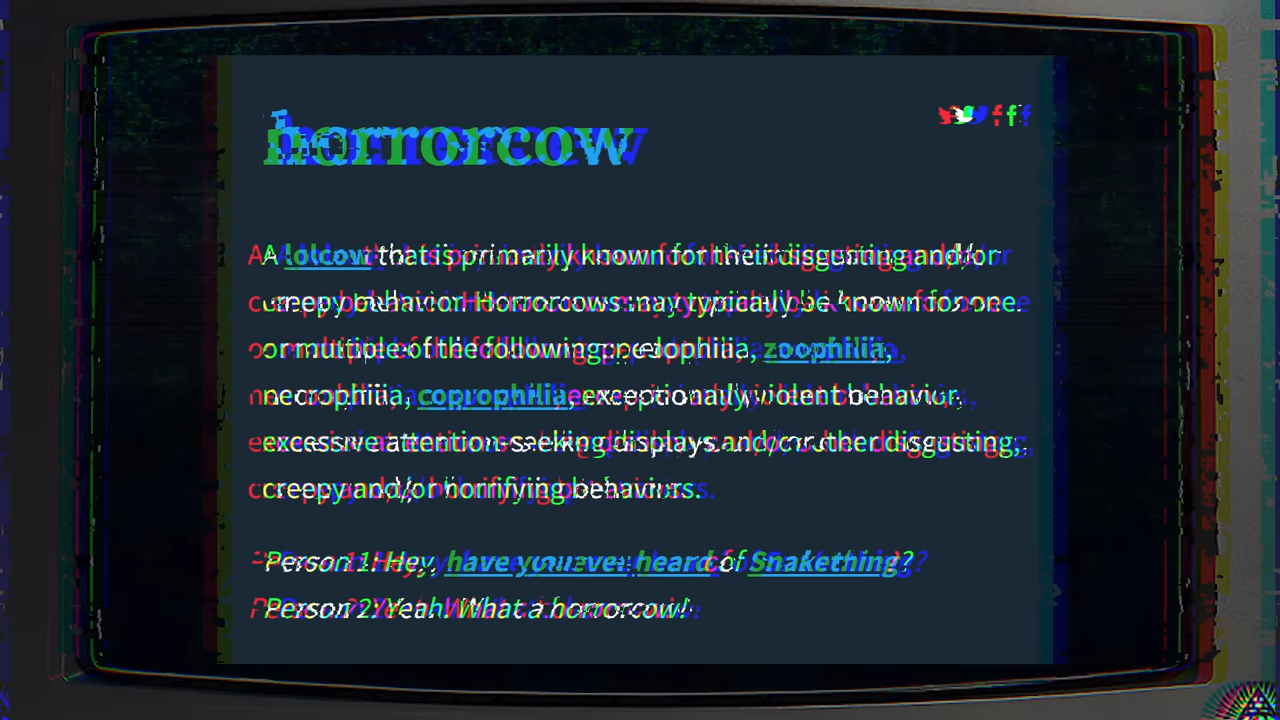 horrorcow
A lolcow that is primarily known for their disgusting and/or
creepy behavior. Horrorcows may typically be known for one
or multiple of the following: pedophilia, zoophilia,
necrophilia, coprophilia, exceptionally violent behavior,
excessive attention-seeking displays and/or other disgusting,
creepy and/or horrifying behaviors.
Person 1: Hey, have you ever heard of Snakething?
Person 2: Yeah! What a horrorcow!